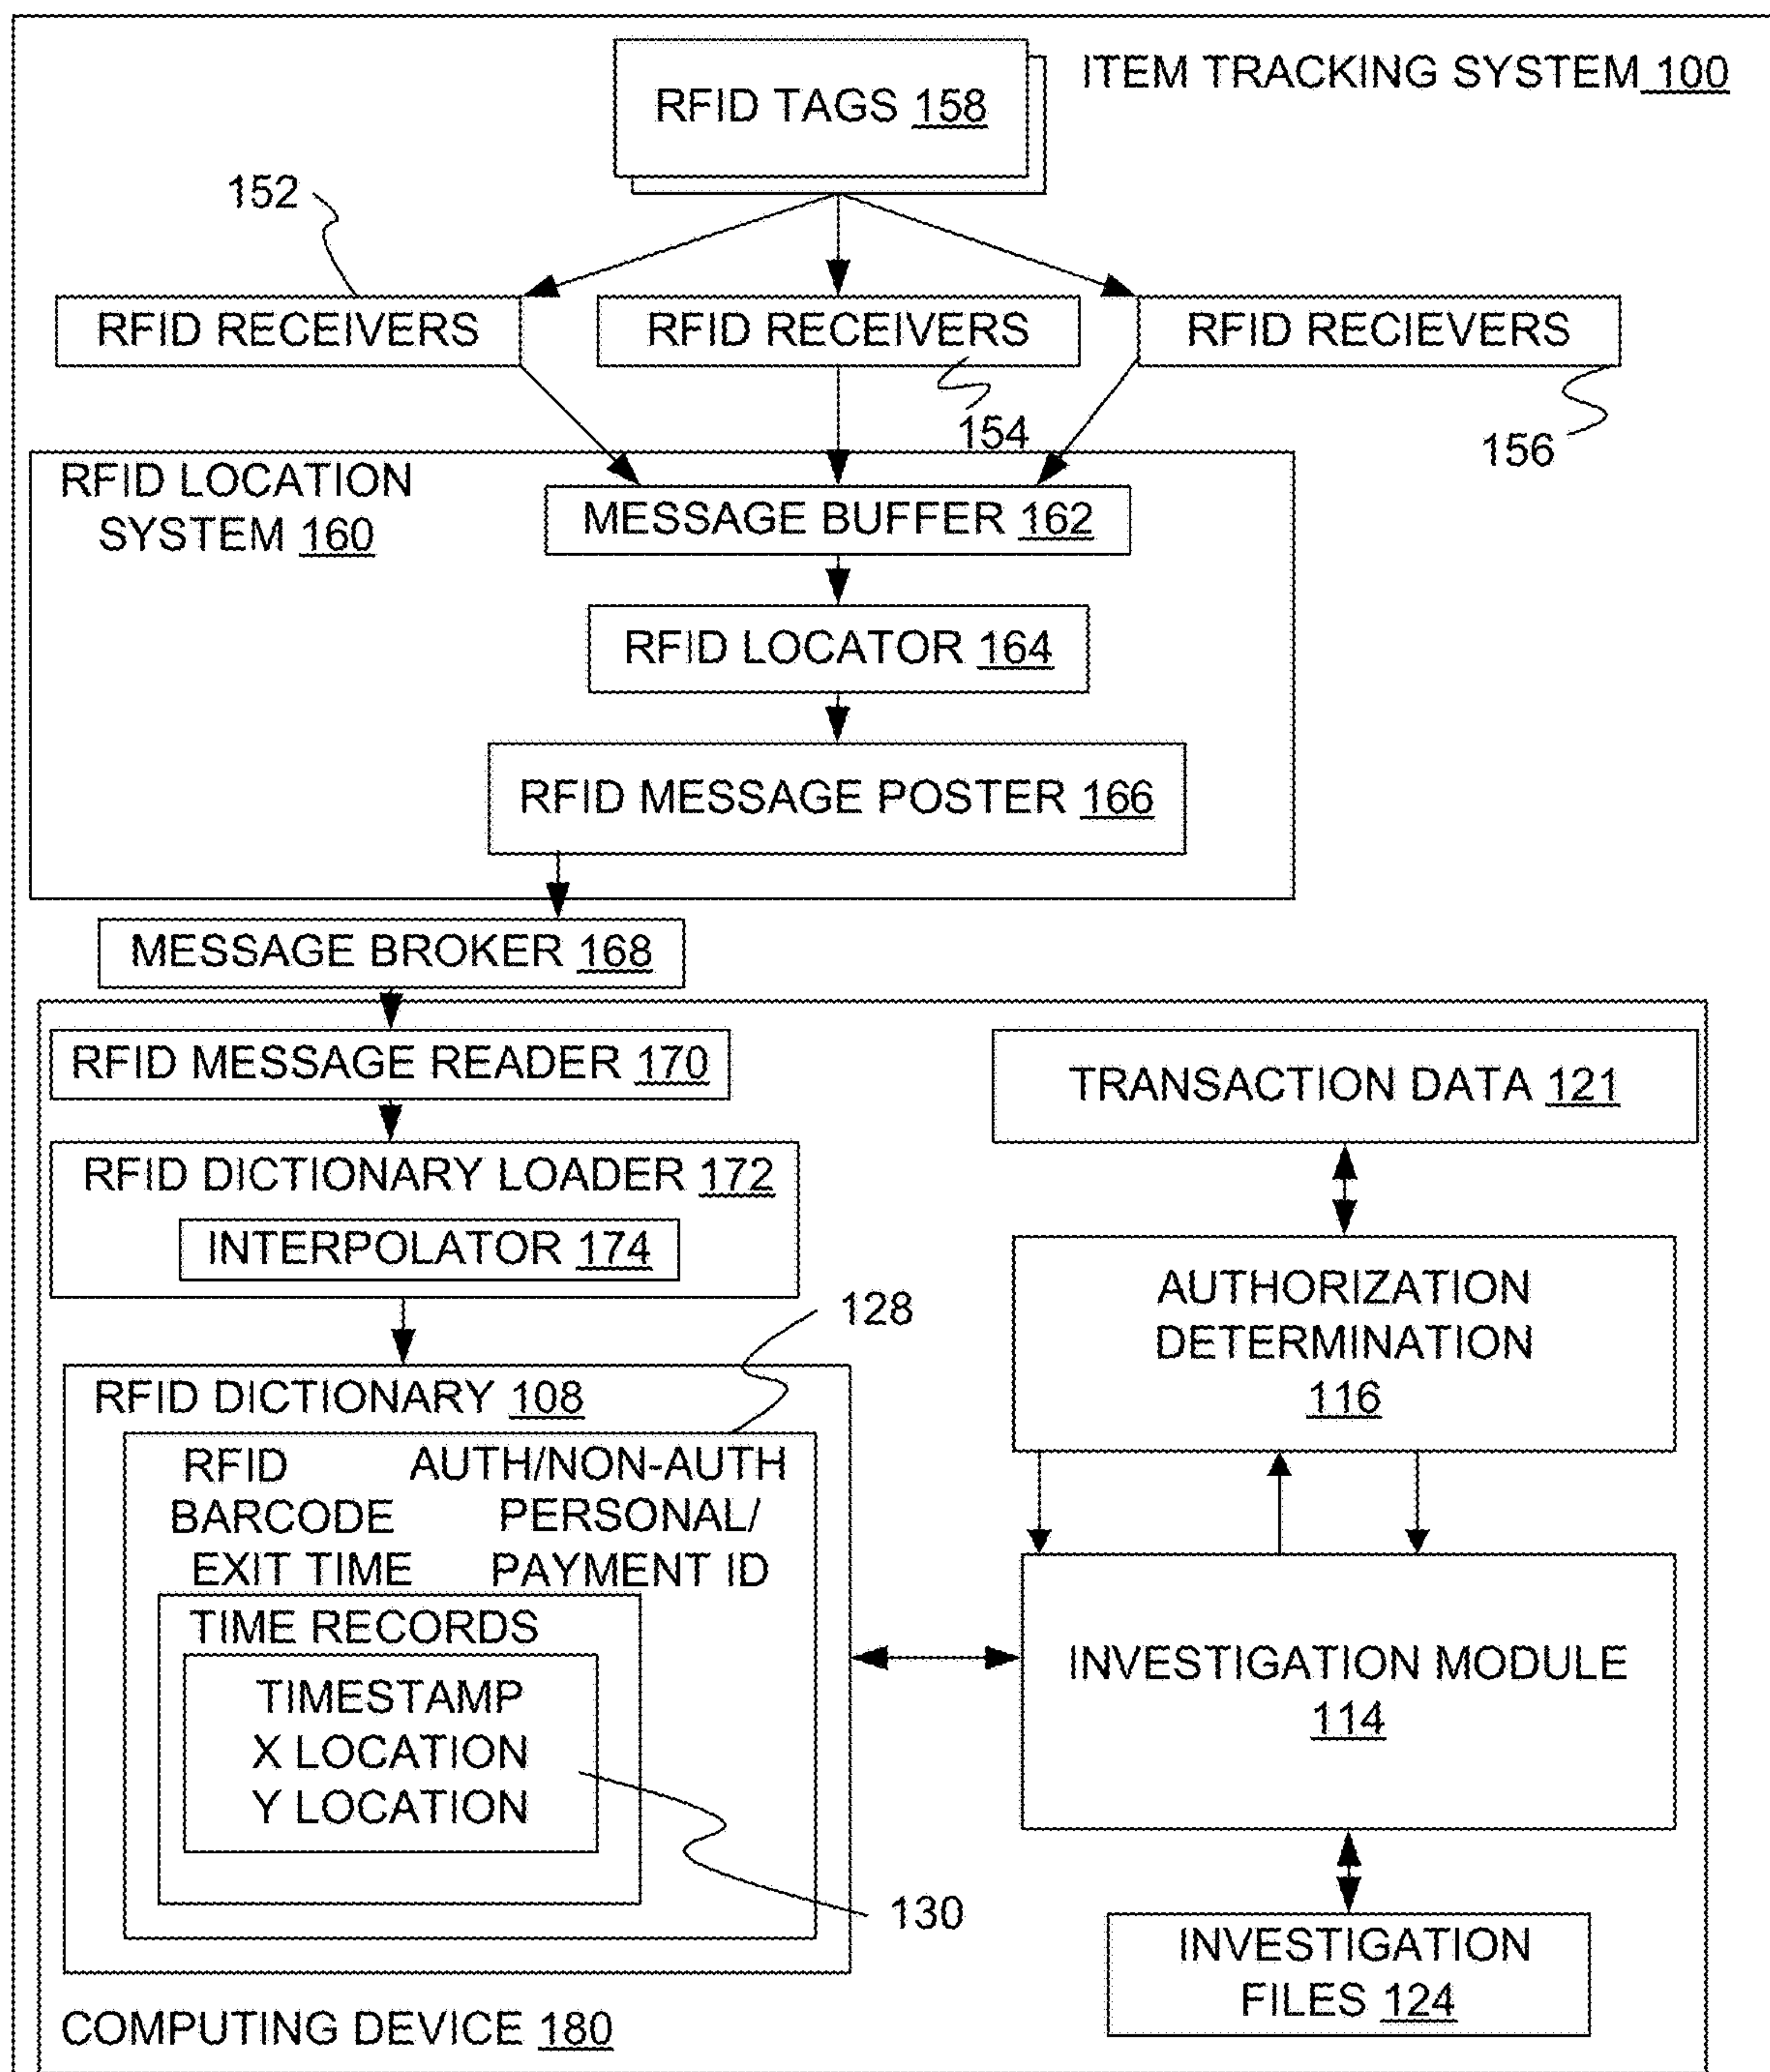 ITEM TRACKING SYSTEM 100
RFID TAGS 158
152
RFID RECEIVERS
RFID RECEIVERS
RFID RECIEVERS
154
156
RFID LOCATION
SYSTEM 160
MESSAGE BUFFER 162
RFID LOCATOR 164
RFID MESSAGE POSTER 166
MESSAGE BROKER 168
RFID MESSAGE READER 170
RFID DICTIONARY LOADER 172
INTERPOLATOR 174
128
RFID DICTIONARY 108
RFID AUTH/NON-AUTH
BARCODE PERSONAL/
EXIT TIME PAYMENT ID
TIME RECORDS
TIMESTAMP
X LOCATION
Y LOCATION
130
TRANSACTION DATA 121
AUTHORIZATION
DETERMINATION
116
INVESTIGATION MODULE
114
INVESTIGATION
FILES 124
COMPUTING DEVICE 180